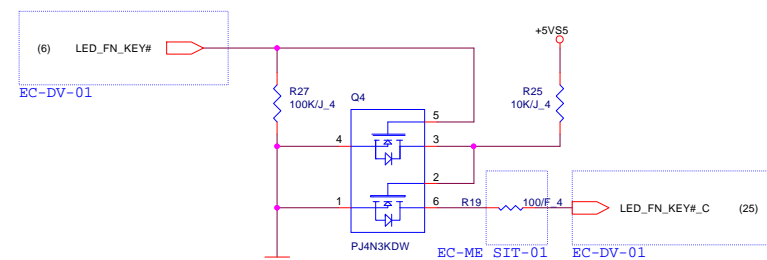 +5VS5
(6) LED_FN_KEY#
EC-DV-01
R27
100K/J_4
Q4
R25
10K/J_4
5
4
3
2
1
6
R19
100/F_4
LED_FN_KEY#_C (25)
PJ4N3KDW
EC-ME SIT-01
EC-DV-01